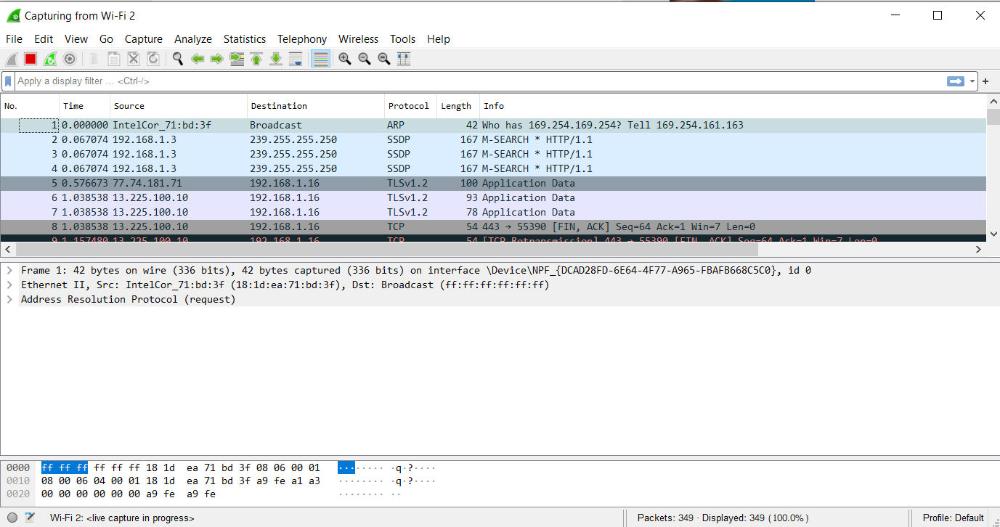 Capturing from Wi-Fi 2
File Edit View Go Capture Analyze Statistics Telephony Wireless Tools Help
Apply a display filter … <Ctrl-/>
No. Time Source Destination Protocol Length Info
1 0.000000 IntelCor_71:bd:3f Broadcast ARP 42 Who has 169.254.169.254? Tell 169.254.161.163
2 0.067074 192.168.1.3 239.255.255.250 SSDP 167 M-SEARCH * HTTP/1.1
3 0.067074 192.168.1.3 239.255.255.250 SSDP 167 M-SEARCH * HTTP/1.1
4 0.067074 192.168.1.3 239.255.255.250 SSDP 167 M-SEARCH * HTTP/1.1
5 0.576673 77.74.181.71 192.168.1.16 TLSv1.2 100 Application Data
6 1.038538 13.225.100.10 192.168.1.16 TLSv1.2 93 Application Data
7 1.038538 13.225.100.10 192.168.1.16 TLSv1.2 78 Application Data
8 1.038538 13.225.100.10 192.168.1.16 TCP 54 443 → 55390 [FIN, ACK] Seq=64 Ack=1 Win=7 Len=0
9 1.157480 13.225.100.10 192.168.1.16 TCP 54 [TCP Retransmission] 443 → 55390 [FIN, ACK] Seq=64 Ack=1 Win=7 Len=0
Frame 1: 42 bytes on wire (336 bits), 42 bytes captured (336 bits) on interface \Device\NPF_{DCAD28FD-6E64-4F77-A965-FBAFB668C5C0}, id 0
Ethernet II, Src: IntelCor_71:bd:3f (18:1d:ea:71:bd:3f), Dst: Broadcast (ff:ff:ff:ff:ff:ff)
Address Resolution Protocol (request)
0000 ff ff ff ff ff ff 18 1d ea 71 bd 3f 08 06 00 01 ········ ·q·?····
0010 08 00 06 04 00 01 18 1d ea 71 bd 3f a9 fe a1 a3 ········ ·q·?····
0020 00 00 00 00 00 00 a9 fe a9 fe ········ ··
Wi-Fi 2: <live capture in progress> Packets: 349 · Displayed: 349 (100.0%) Profile: Default